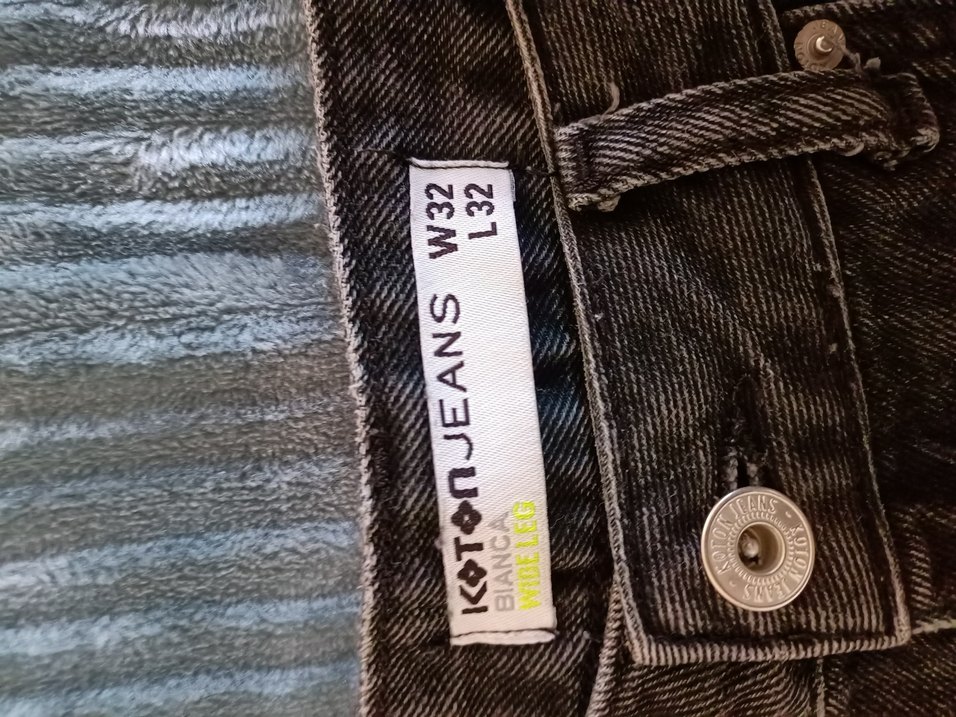 KOTON JEANS W32
L32
BIANCA
WIDE LEG
KOTON JEANS - KOTON JEANS -